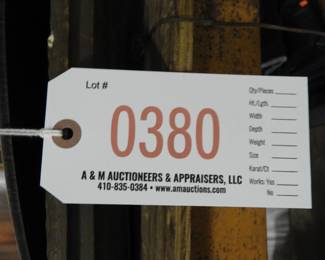 Lot #
0380
A & M AUCTIONEERS & APPRAISERS, LLC
410-835-0384 • www.amauctions.com
Qty/Pieces
Ht./Lgth.
Width
Depth
Weight
Size
Karat/Ct
Works: Yes
No